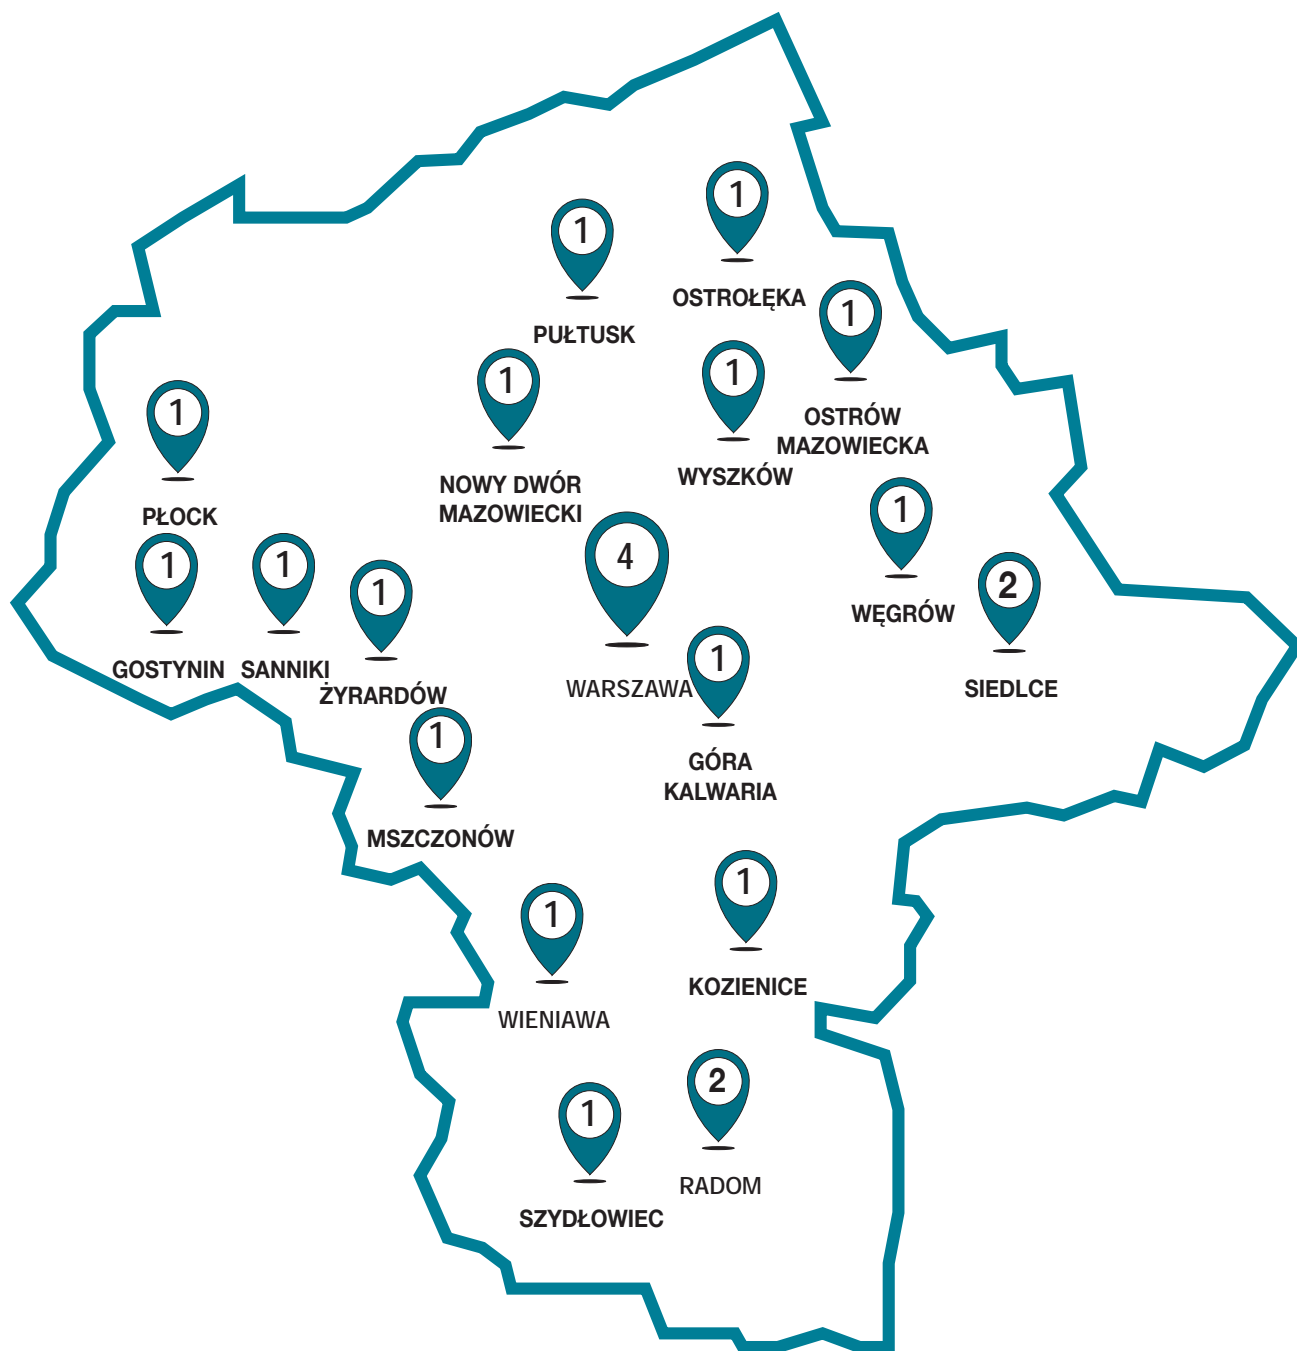 1
OSTROŁĘKA
1
PUŁTUSK
1
OSTRÓW
MAZOWIECKA
1
WYSZKÓW
1
NOWY DWÓR
MAZOWIECKI
1
PŁOCK
1
WĘGRÓW
4
WARSZAWA
1
GOSTYNIN
1
SANNIKI
1
ŻYRARDÓW
2
SIEDLCE
1
GÓRA
KALWARIA
1
MSZCZONÓW
1
KOZIENICE
1
WIENIAWA
2
RADOM
1
SZYDŁOWIEC